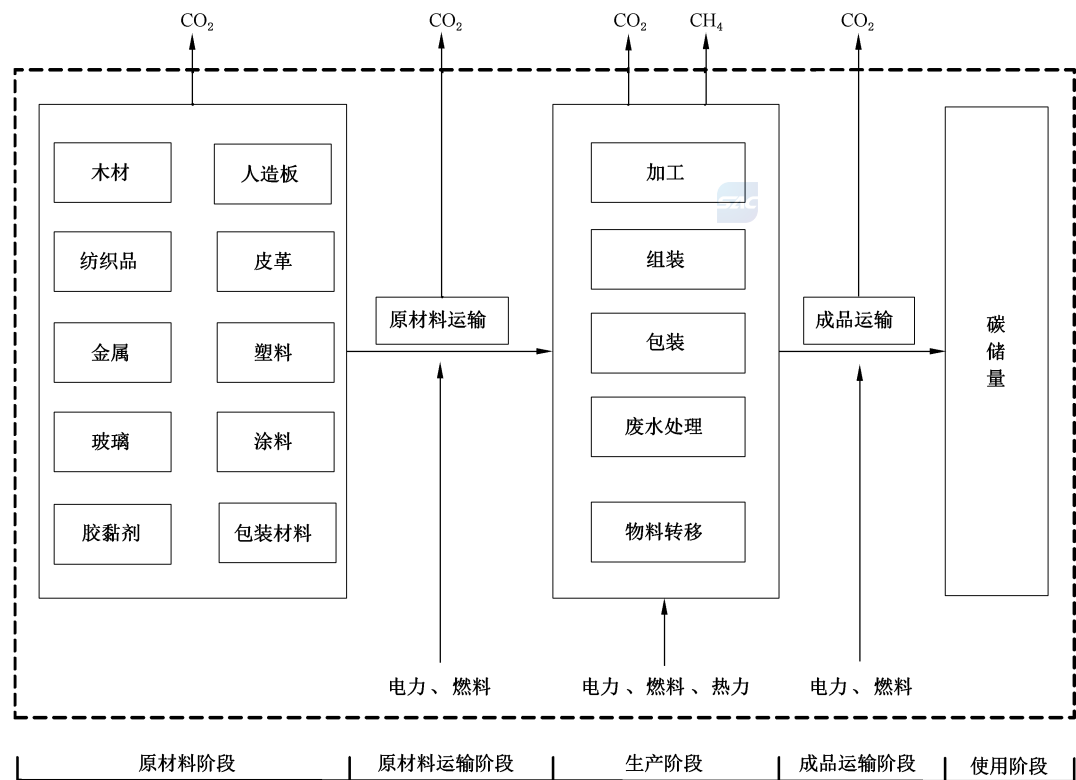 CO₂
CO₂
CO₂ CH₄
CO₂
木材 人造板
纺织品 皮革
金属 塑料
玻璃 涂料
胶黏剂 包装材料
原材料运输
加工
SZIC
组装
包装
废水处理
物料转移
成品运输
碳储量
电力、燃料
电力、燃料、热力
电力、燃料
原材料阶段 原材料运输阶段 生产阶段 成品运输阶段 使用阶段